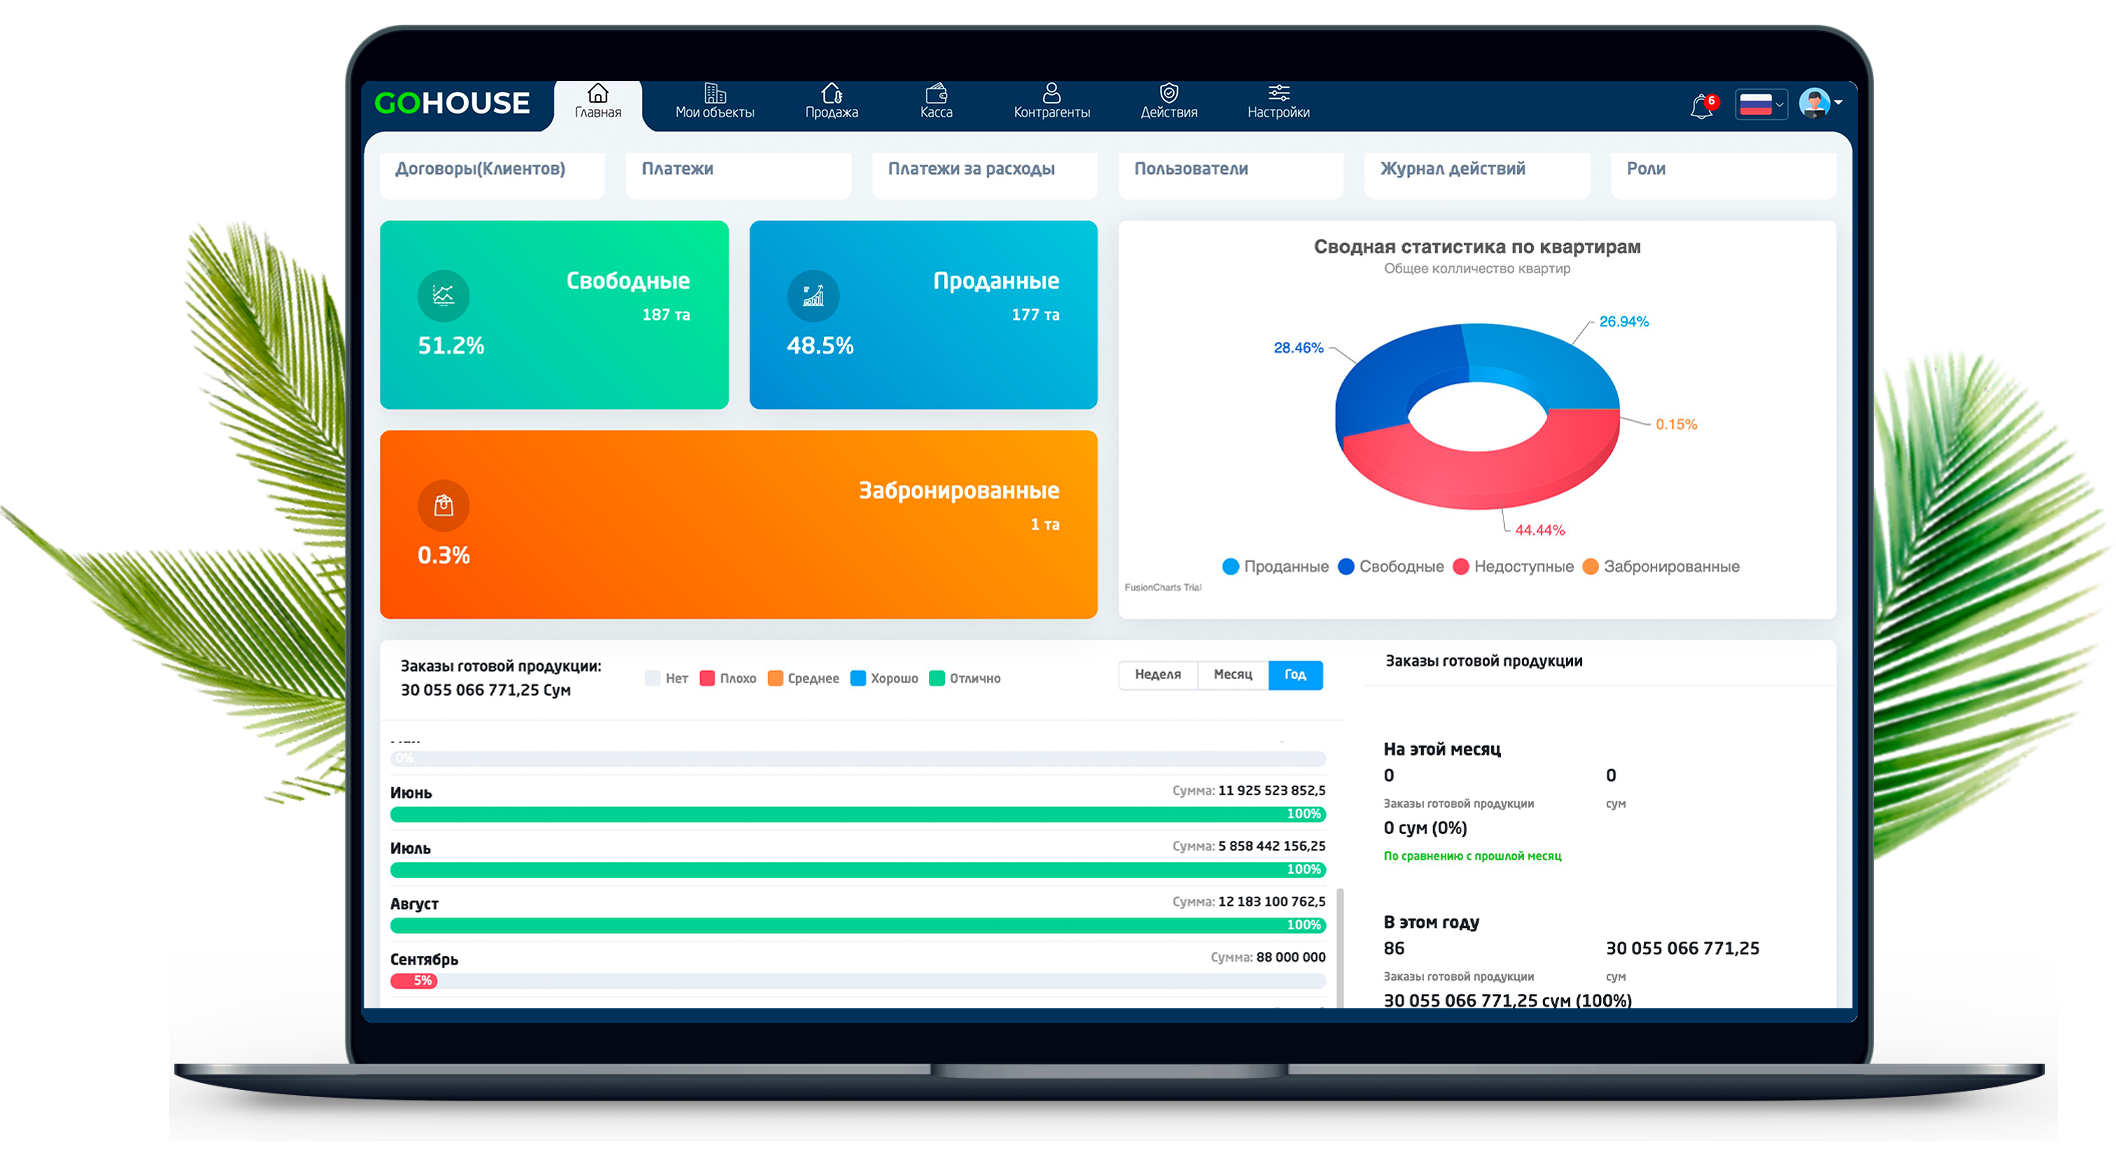 GOHOUSE
Главная
Мои объекты
Продажа
Касса
Контрагенты
Действия
Настройки
6
Договоры(Клиентов)
Платежи
Платежи за расходы
Пользователи
Журнал действий
Роли
Свободные
187 та
51.2%
Проданные
177 та
48.5%
Забронированные
1 та
0.3%
Сводная статистика по квартирам
Общее колличество квартир
26.94%
28.46%
0.15%
44.44%
Проданные Свободные Недоступные Забронированные
FusionCharts Trial
Заказы готовой продукции:
30 055 066 771,25 Сум
Нет Плохо Среднее Хорошо Отлично
Неделя Месяц Год
0%
Июнь Сумма: 11 925 523 852,5
100%
Июль Сумма: 5 858 442 156,25
100%
Август Сумма: 12 183 100 762,5
100%
Сентябрь Сумма: 88 000 000
5%
Заказы готовой продукции
На этой месяц
0 0
Заказы готовой продукции сум
0 сум (0%)
По сравнению с прошлой месяц
В этом году
86 30 055 066 771,25
Заказы готовой продукции сум
30 055 066 771,25 сум (100%)